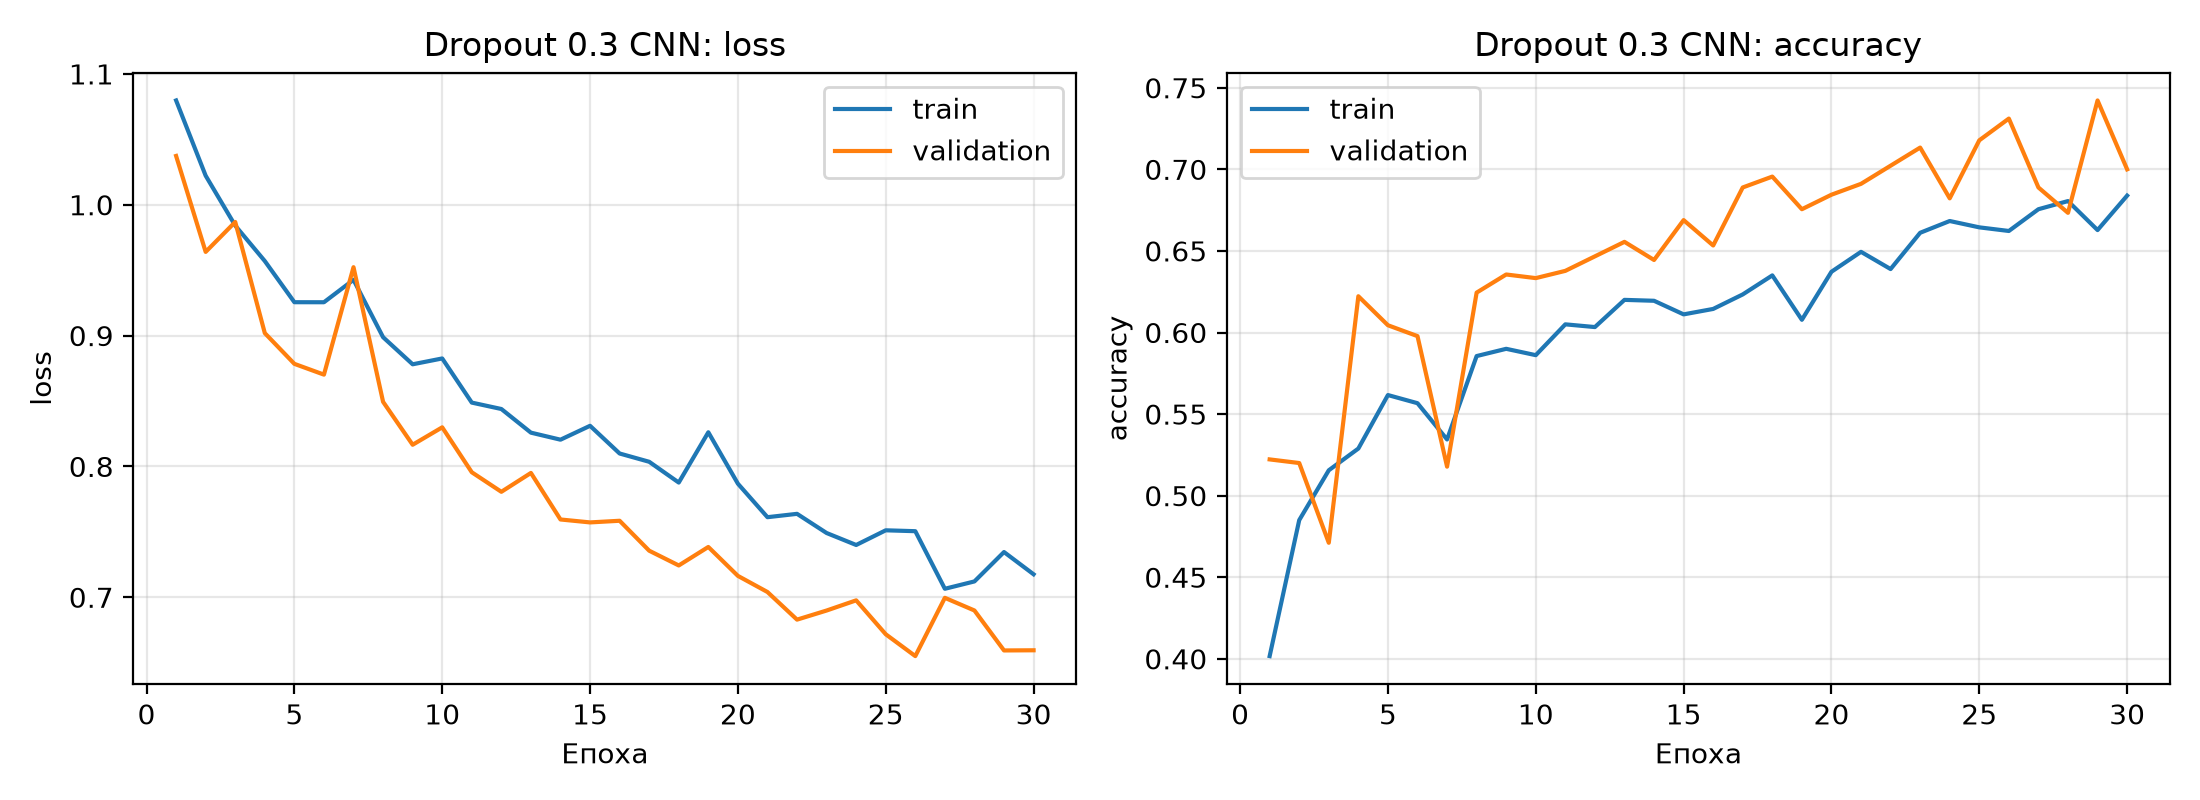 Dropout 0.3 CNN: loss
1.1
1.0
0.9
0.8
0.7
loss
train
validation
0 5 10 15 20 25 30
Епоха
Dropout 0.3 CNN: accuracy
0.75
0.70
0.65
0.60
0.55
0.50
0.45
0.40
accuracy
train
validation
0 5 10 15 20 25 30
Епоха